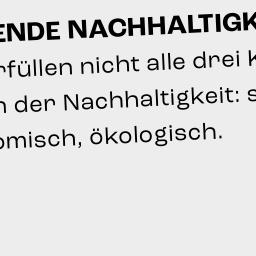 ENDE NACHHALTIGK
rfüllen nicht alle drei K
n der Nachhaltigkeit: s
omisch, ökologisch.